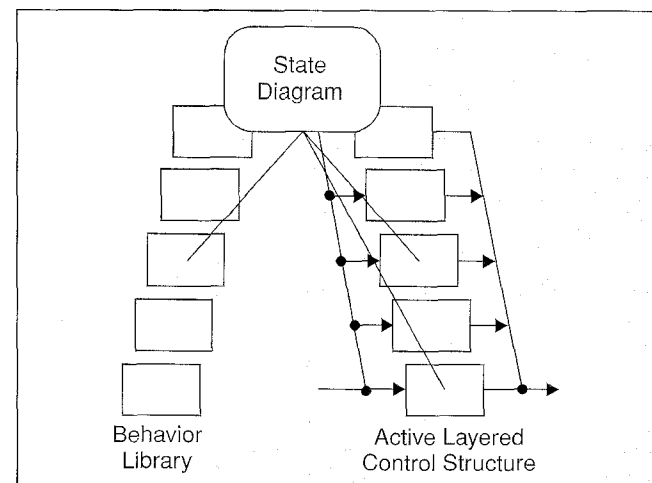 State
Diagram
Behavior
Library
Active Layered
Control Structure